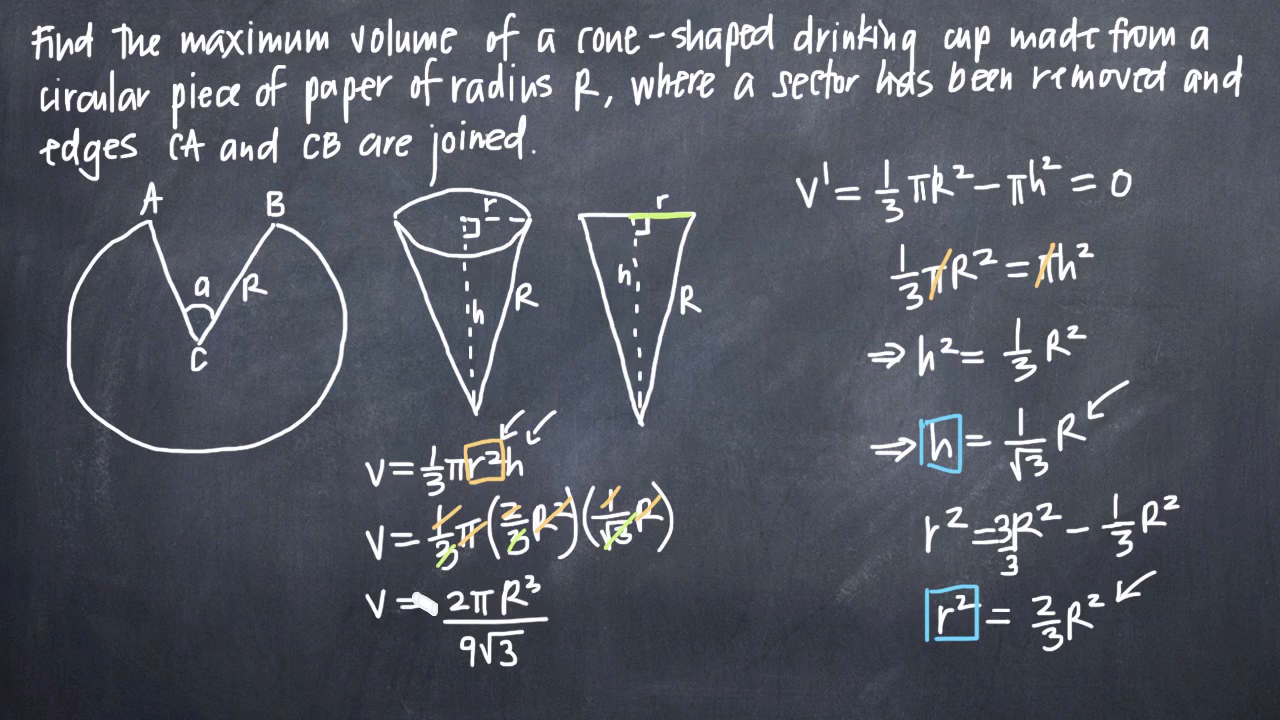 Find the maximum volume of a cone-shaped drinking cup made from a
circular piece of paper of radius R, where a sector has been removed and
edges CA and CB are joined.
A
B
a
R
C
r
h
R
r
h
R
V = 1/3 πr²h
V = 1/3 π(2/3 R²)(1/√3 R)
V = 2πR³/9√3
V' = 1/3 πR² − πh² = 0
1/3 πR² = πh²
⇒ h² = 1/3 R²
⇒ h = 1/√3 R
r² = 3R²/3 − 1/3 R²
r² = 2/3 R²